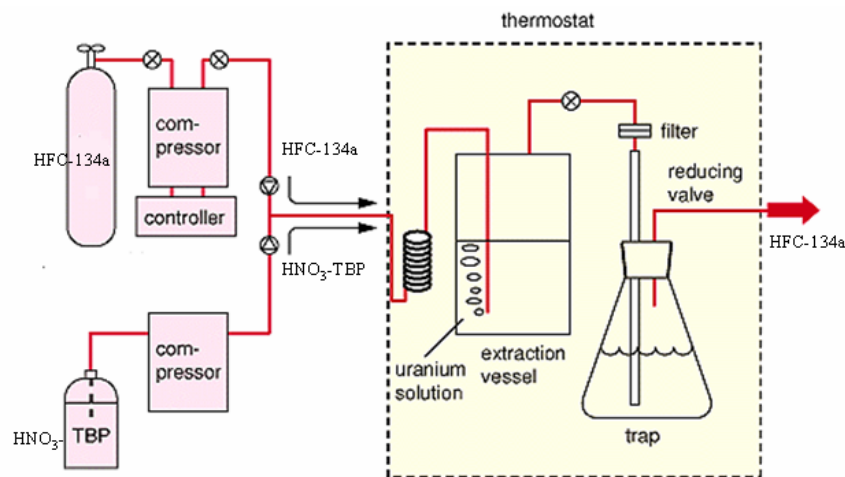 thermostat
HFC-134a
com-
pressor
controller
HFC-134a
HNO₃-TBP
filter
reducing
valve
HFC-134a
uranium
solution
extraction
vessel
trap
com-
pressor
HNO₃-
TBP